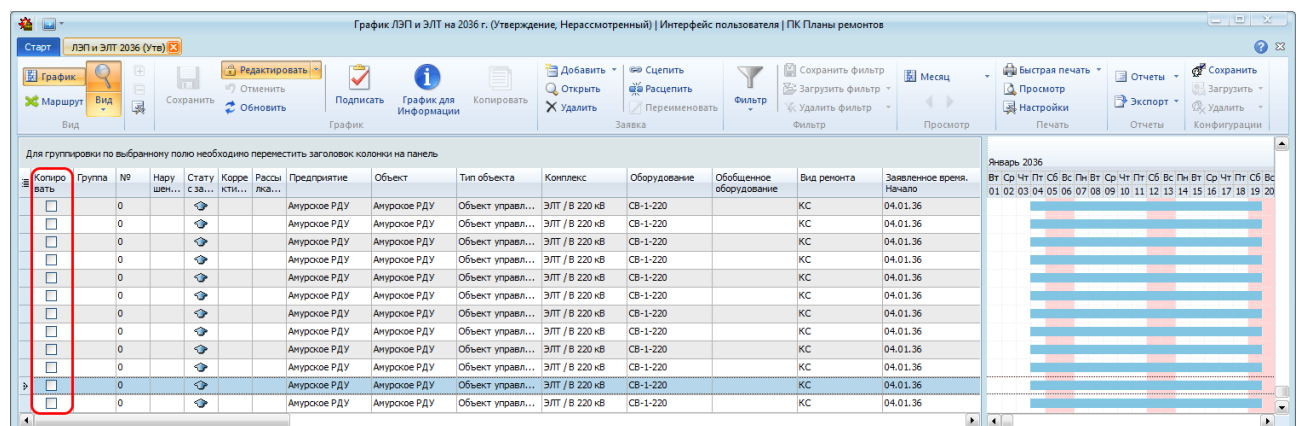 График ЛЭП и ЭЛТ на 2036 г. (Утверждение, Нерассмотренный) | Интерфейс пользователя | ПК Планы ремонтов
Старт ЛЭП и ЭЛТ 2036 (Утв)
График Редактировать Добавить Сцепить Сохранить фильтр Месяц Быстрая печать Отчеты Сохранить
Отменить Открыть Расцепить Загрузить фильтр Просмотр Загрузить
Маршрут Вид Сохранить Обновить Подписать График для Информации Копировать Удалить Переименовать Фильтр Удалить фильтр Настройки Экспорт Удалить
Вид График Заявка Фильтр Просмотр Печать Отчеты Конфигурации
Для группировки по выбранному полю необходимо перенести заголовок колонки на панель
Январь 2036
Копировать Группа № Нару шен... Стату с за... Корре кти... Рассы лка... Предприятие Объект Тип объекта Комплекс Оборудование Обобщенное оборудование Вид ремонта Заявленное время. Начало
Вт Ср Чт Пт Сб Вс Пн Вт Ср Чт Пт Сб Вс Пн Вт Ср Чт Пт Сб Вс
01 02 03 04 05 06 07 08 09 10 11 12 13 14 15 16 17 18 19 20
0 Амурское РДУ Амурское РДУ Объект управл... ЭЛТ / В 220 кВ СВ-1-220 КС 04.01.36
0 Амурское РДУ Амурское РДУ Объект управл... ЭЛТ / В 220 кВ СВ-1-220 КС 04.01.36
0 Амурское РДУ Амурское РДУ Объект управл... ЭЛТ / В 220 кВ СВ-1-220 КС 04.01.36
0 Амурское РДУ Амурское РДУ Объект управл... ЭЛТ / В 220 кВ СВ-1-220 КС 04.01.36
0 Амурское РДУ Амурское РДУ Объект управл... ЭЛТ / В 220 кВ СВ-1-220 КС 04.01.36
0 Амурское РДУ Амурское РДУ Объект управл... ЭЛТ / В 220 кВ СВ-1-220 КС 04.01.36
0 Амурское РДУ Амурское РДУ Объект управл... ЭЛТ / В 220 кВ СВ-1-220 КС 04.01.36
0 Амурское РДУ Амурское РДУ Объект управл... ЭЛТ / В 220 кВ СВ-1-220 КС 04.01.36
0 Амурское РДУ Амурское РДУ Объект управл... ЭЛТ / В 220 кВ СВ-1-220 КС 04.01.36
0 Амурское РДУ Амурское РДУ Объект управл... ЭЛТ / В 220 кВ СВ-1-220 КС 04.01.36
0 Амурское РДУ Амурское РДУ Объект управл... ЭЛТ / В 220 кВ СВ-1-220 КС 04.01.36
0 Амурское РДУ Амурское РДУ Объект управл... ЭЛТ / В 220 кВ СВ-1-220 КС 04.01.36